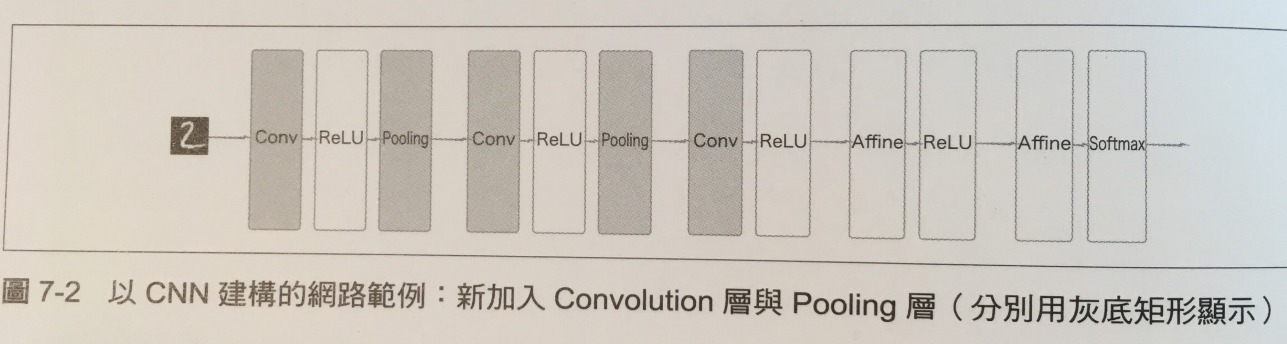 2 Conv ReLU Pooling Conv ReLU Pooling Conv ReLU Affine ReLU Affine Softmax
圖 7-2 以 CNN 建構的網路範例：新加入 Convolution 層與 Pooling 層（分別用灰底矩形顯示）